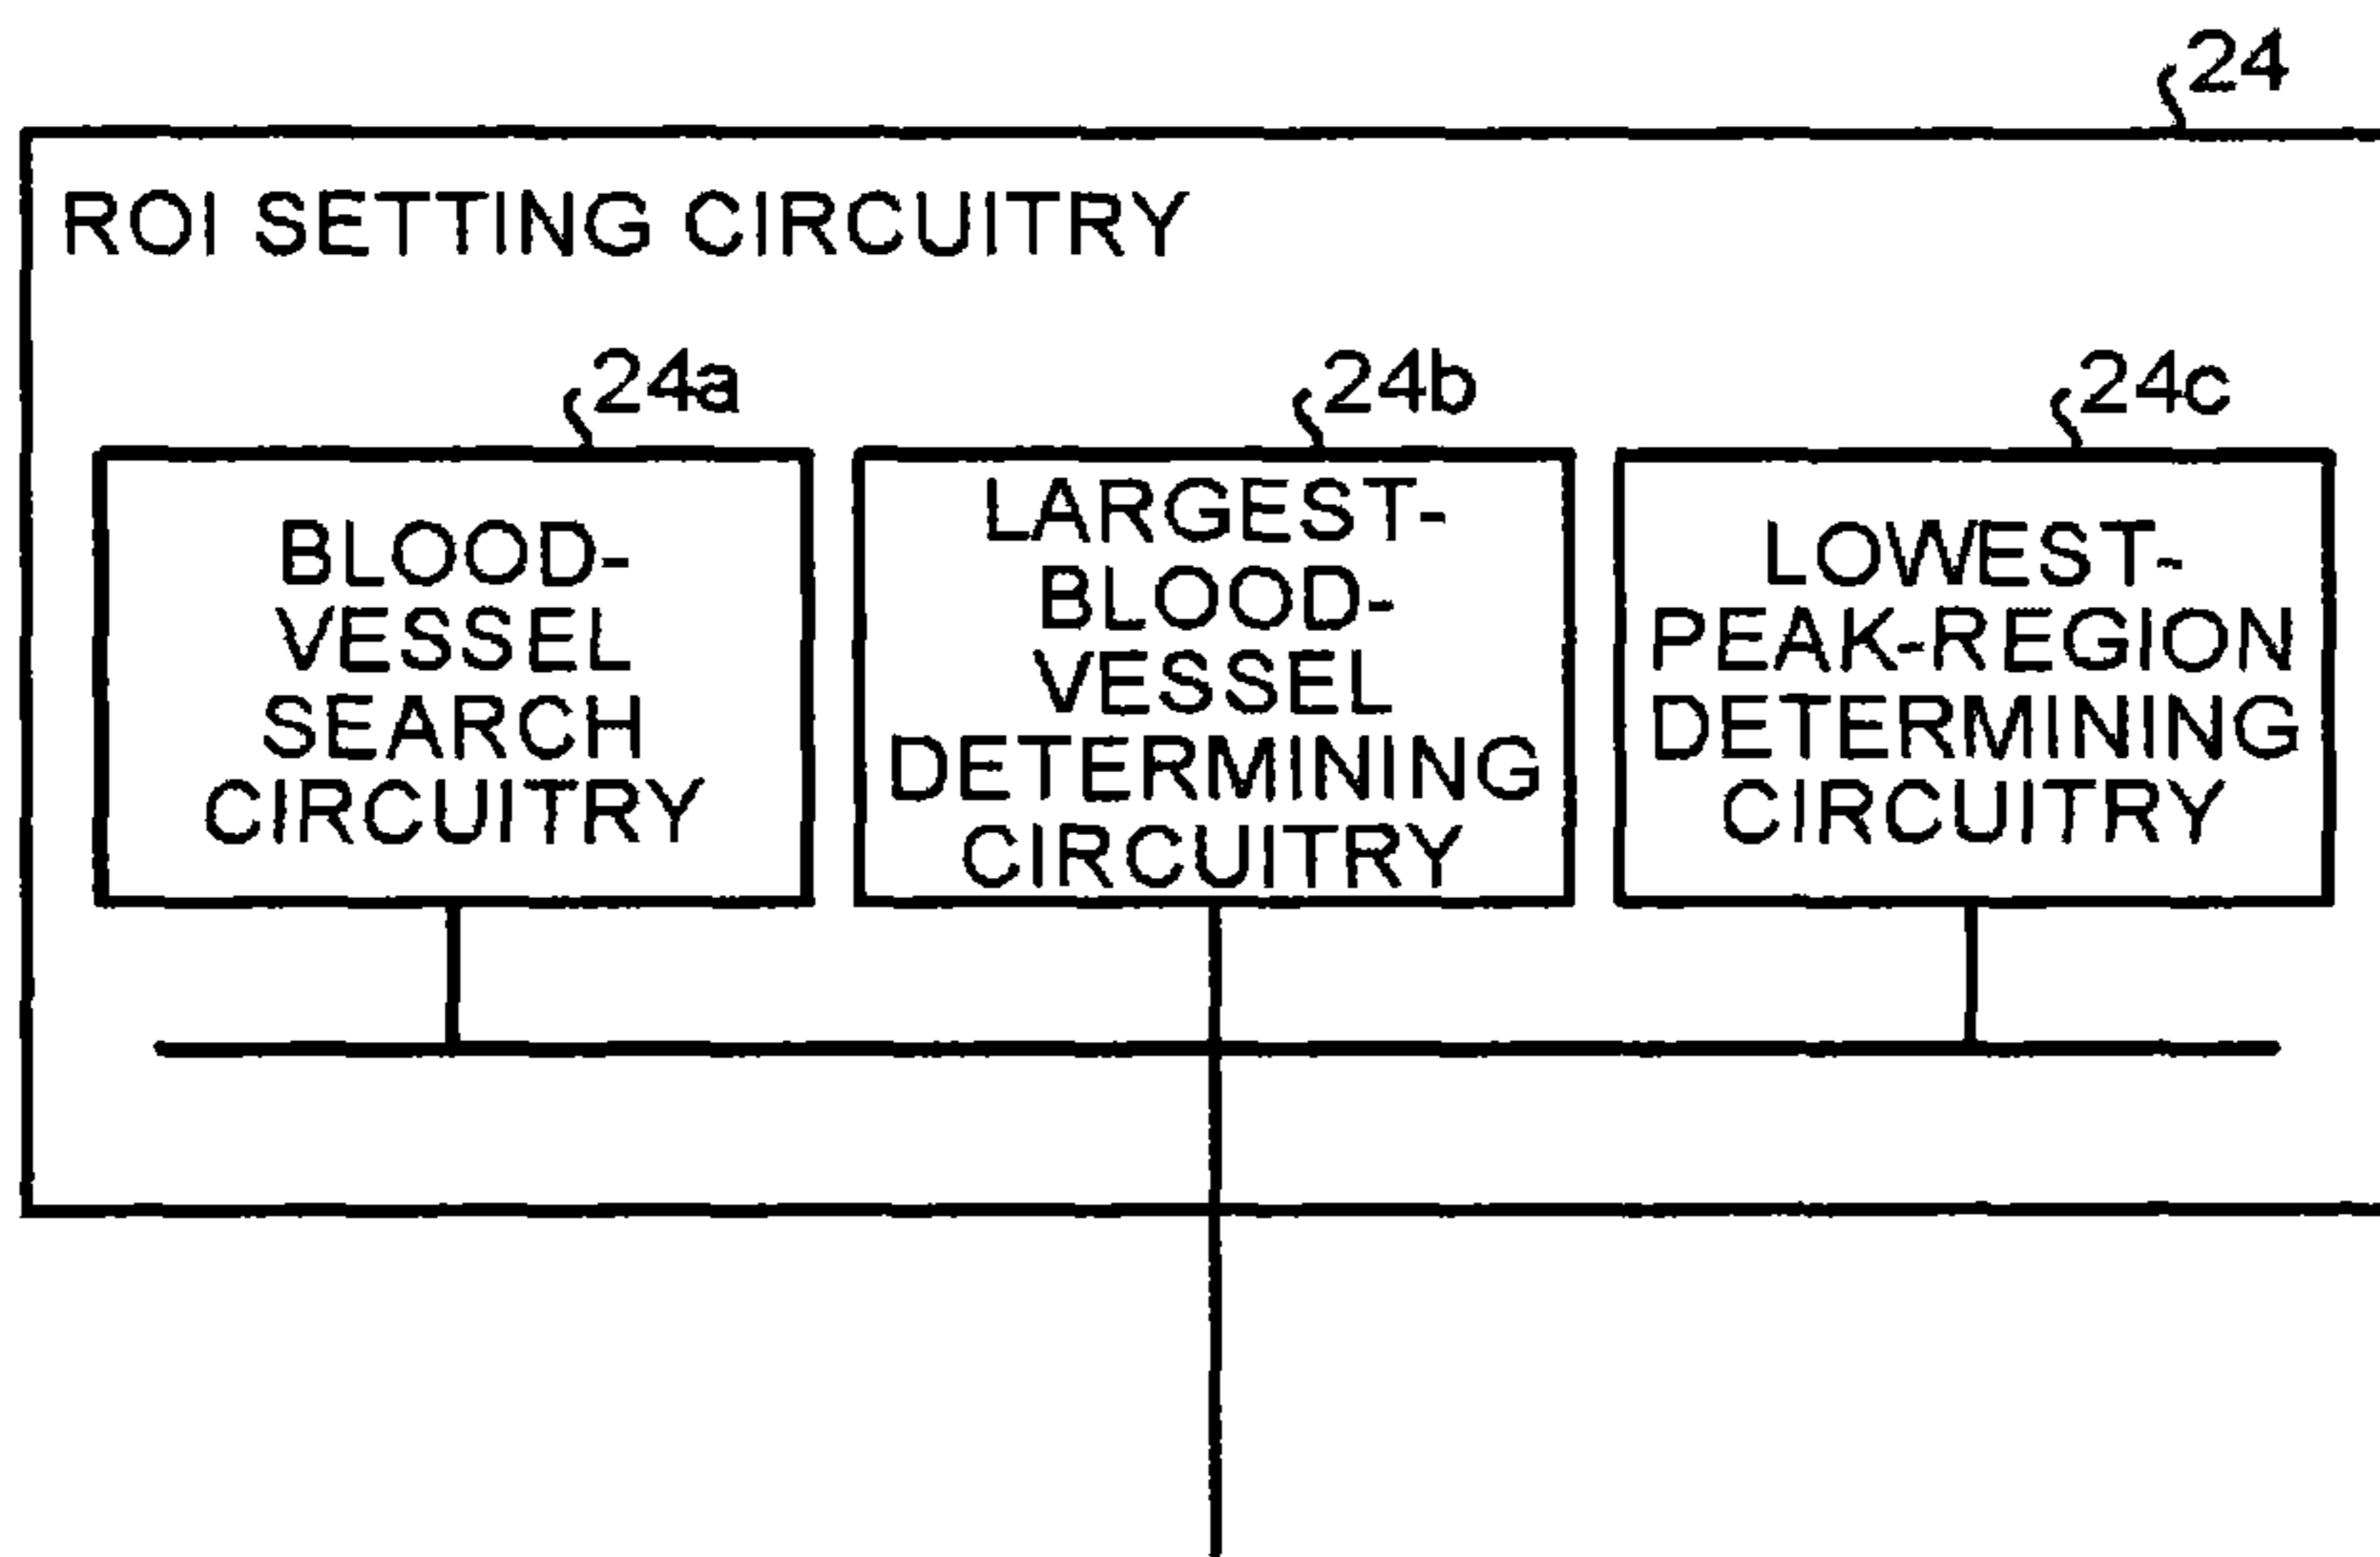 24
ROI SETTING CIRCUITRY
24a
BLOOD-
VESSEL
SEARCH
CIRCUITRY
24b
LARGEST-
BLOOD-
VESSEL
DETERMINING
CIRCUITRY
24c
LOWEST-
PEAK-REGION
DETERMINING
CIRCUITRY